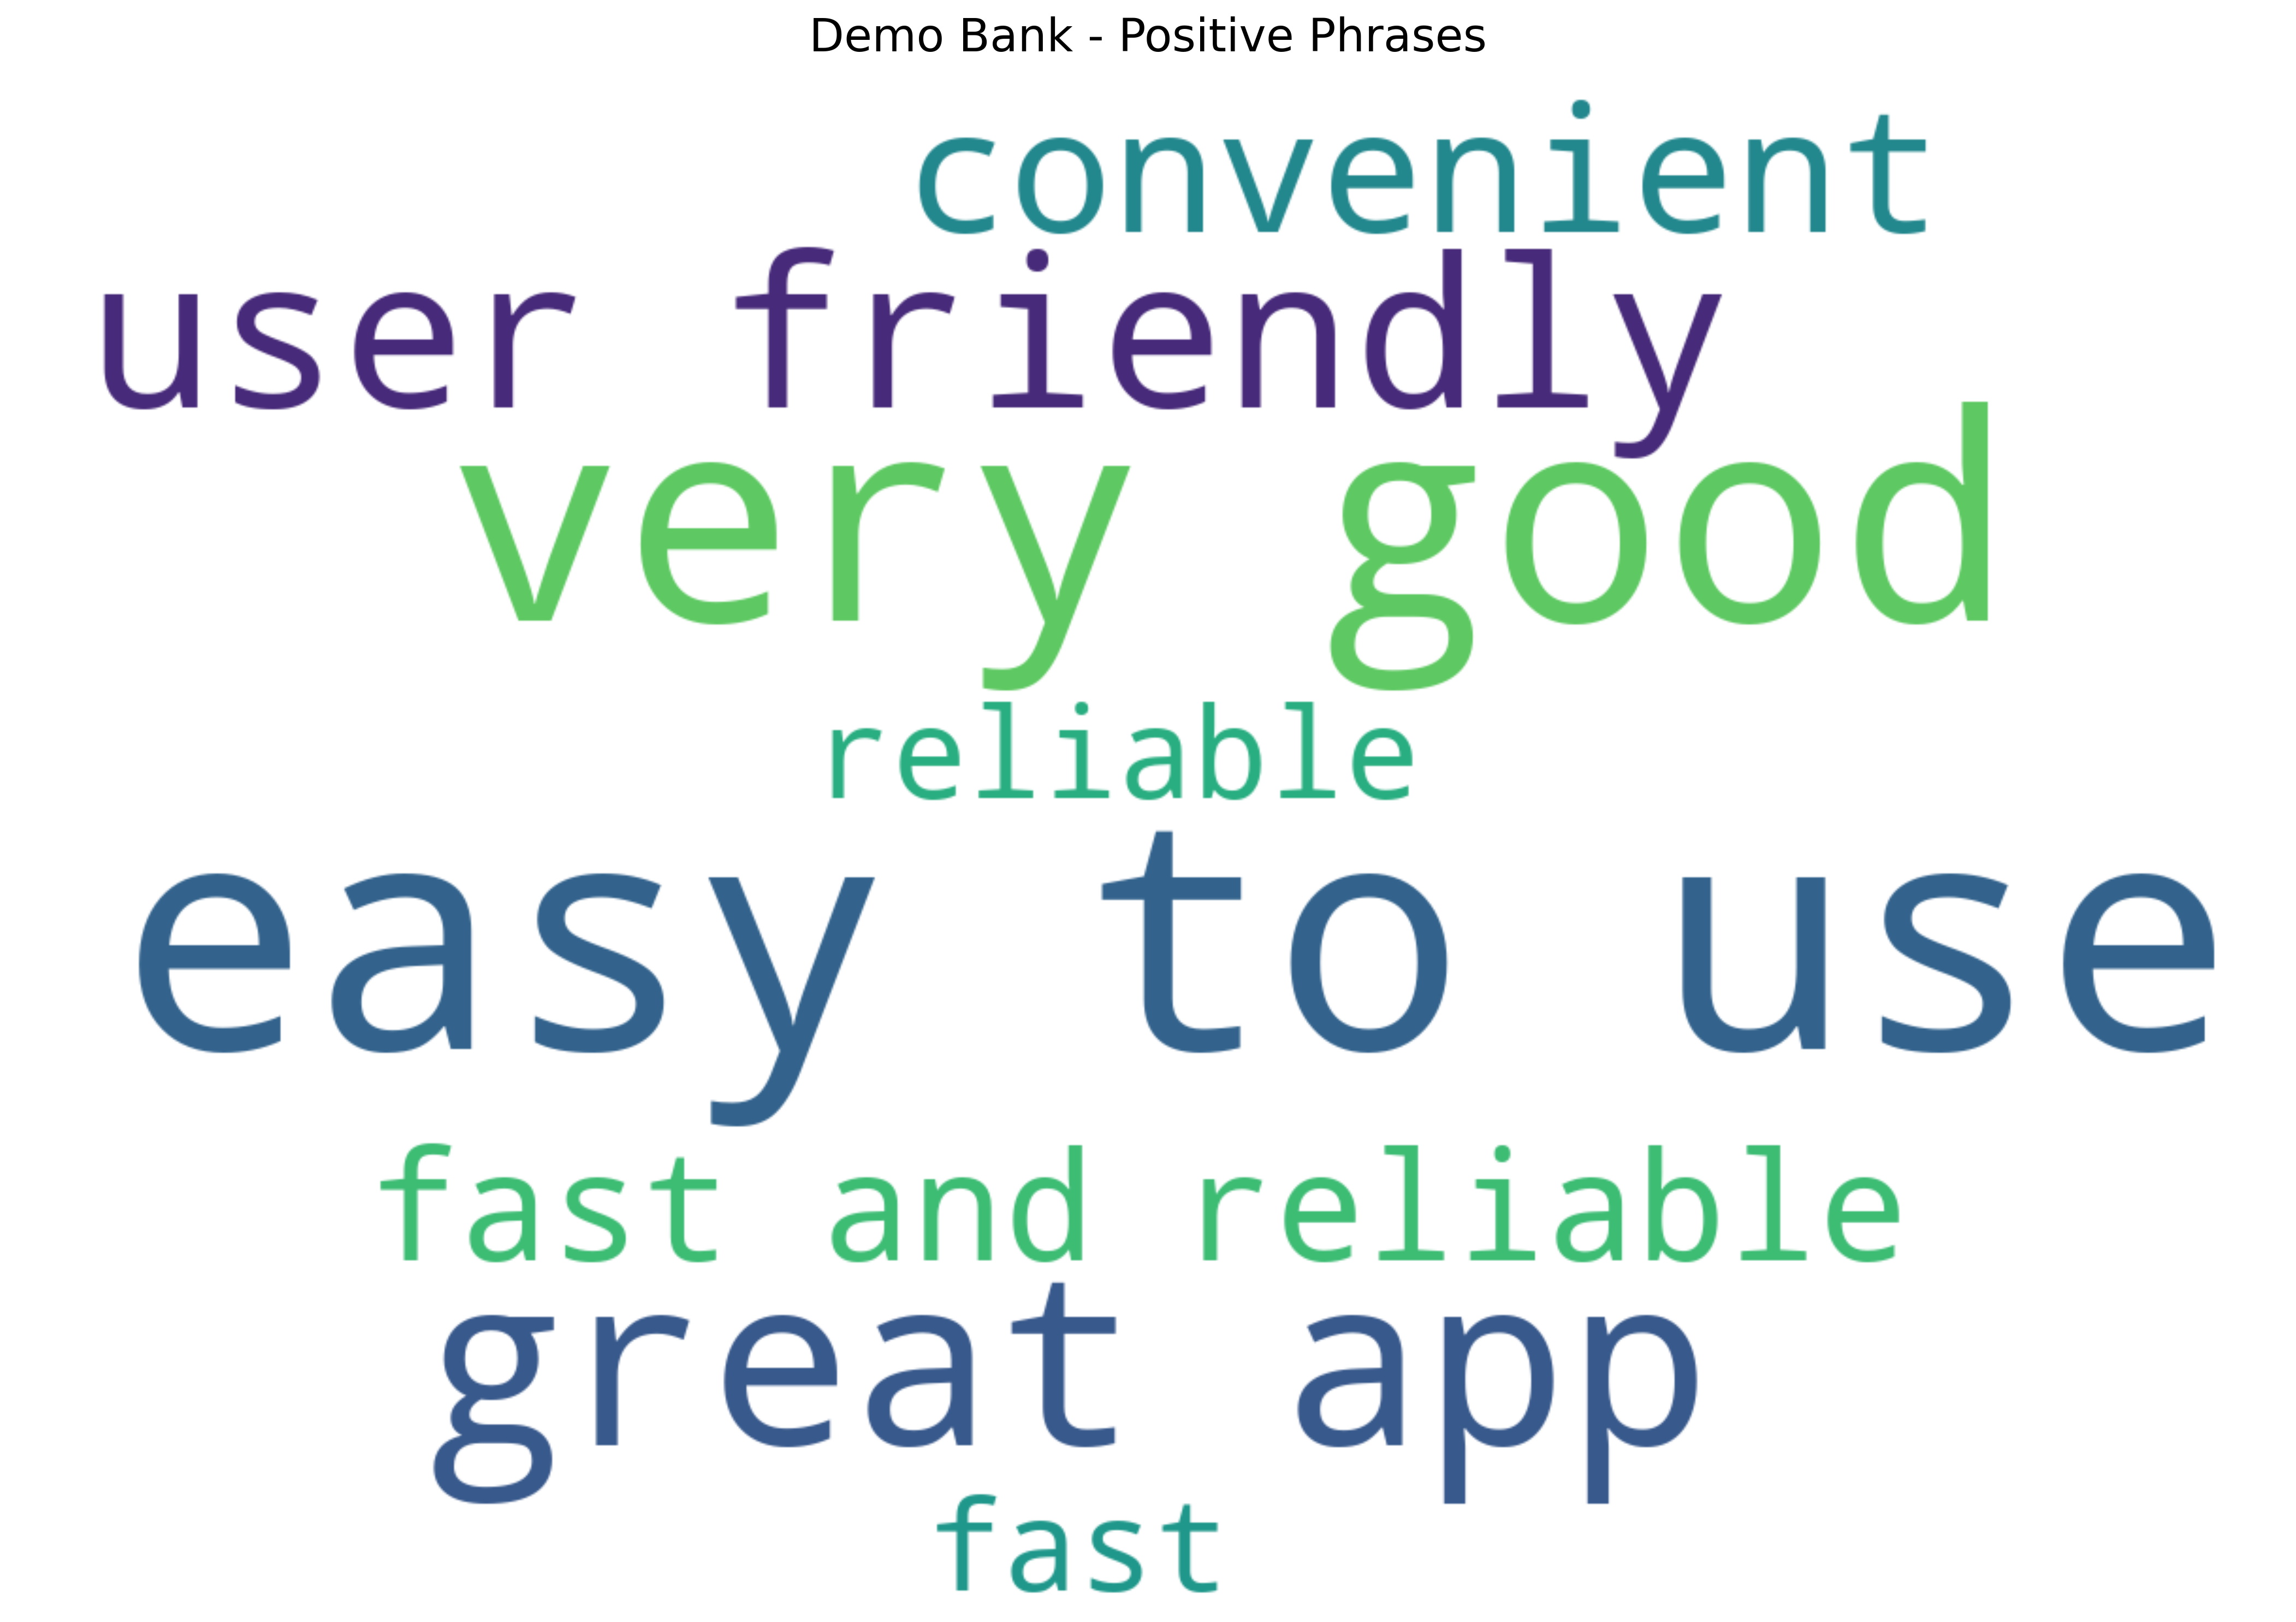 Demo Bank - Positive Phrases
convenient
user friendly
very good
reliable
easy to use
fast and reliable
great app
fast